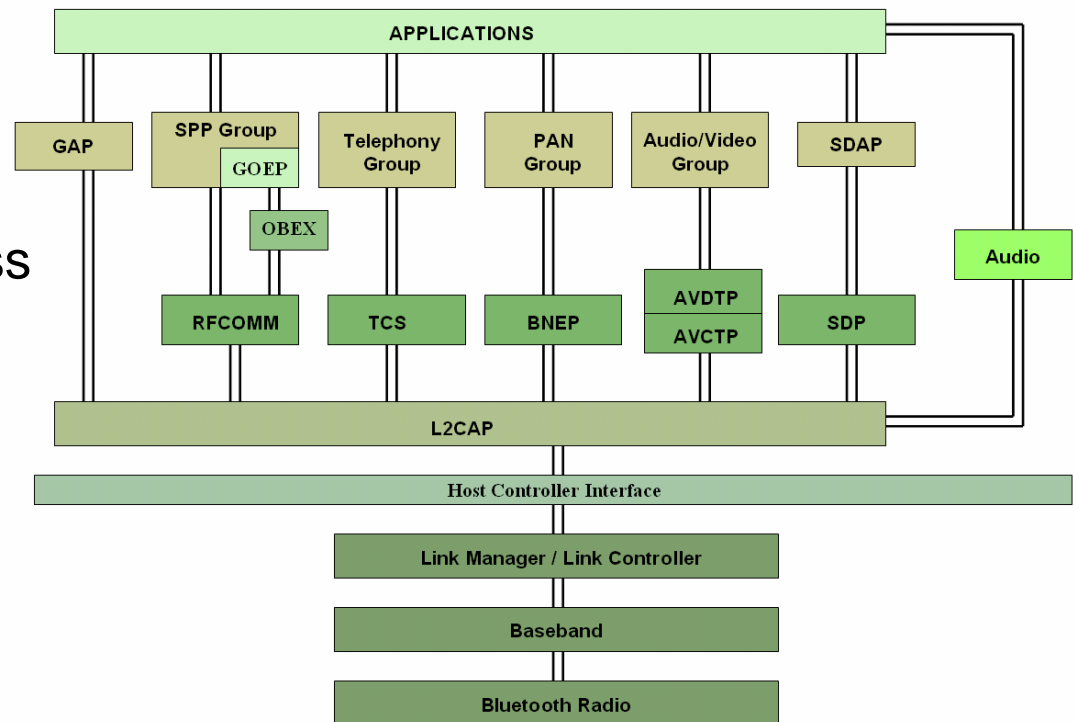 APPLICATIONS
GAP
SPP Group
GOEP
Telephony
Group
PAN
Group
Audio/Video
Group
SDAP
OBEX
ss
Audio
RFCOMM
TCS
BNEP
AVDTP
AVCTP
SDP
L2CAP
Host Controller Interface
Link Manager / Link Controller
Baseband
Bluetooth Radio